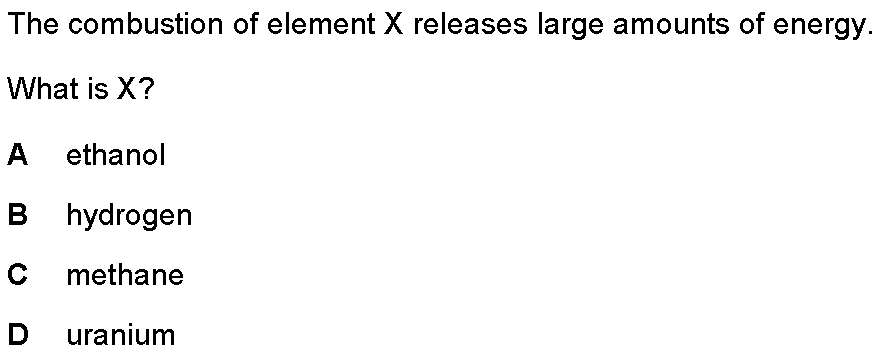 The combustion of element X releases large amounts of energy.
What is X?
A ethanol
B hydrogen
C methane
D uranium